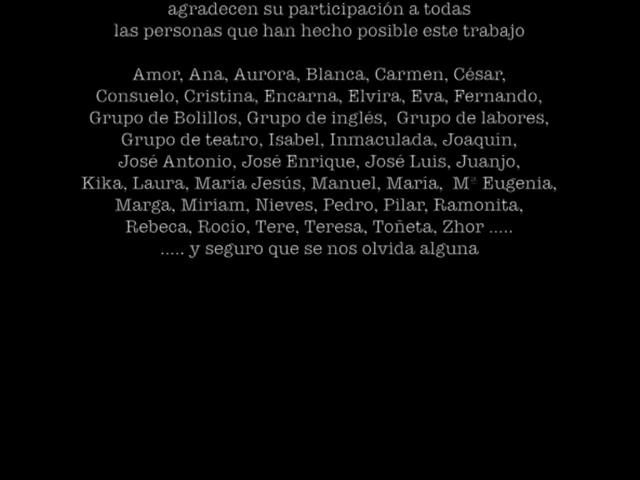 agradecen su participación a todas
las personas que han hecho posible este trabajo
Amor, Ana, Aurora, Blanca, Carmen, César,
Consuelo, Cristina, Encarna, Elvira, Eva, Fernando,
Grupo de Bolillos, Grupo de inglés, Grupo de labores,
Grupo de teatro, Isabel, Inmaculada, Joaquín,
José Antonio, José Enrique, José Luis, Juanjo,
Kika, Laura, María Jesús, Manuel, María, Mª Eugenia,
Marga, Miriam, Nieves, Pedro, Pilar, Ramonita,
Rebeca, Rocío, Tere, Teresa, Toñeta, Zhor .....
..... y seguro que se nos olvida alguna